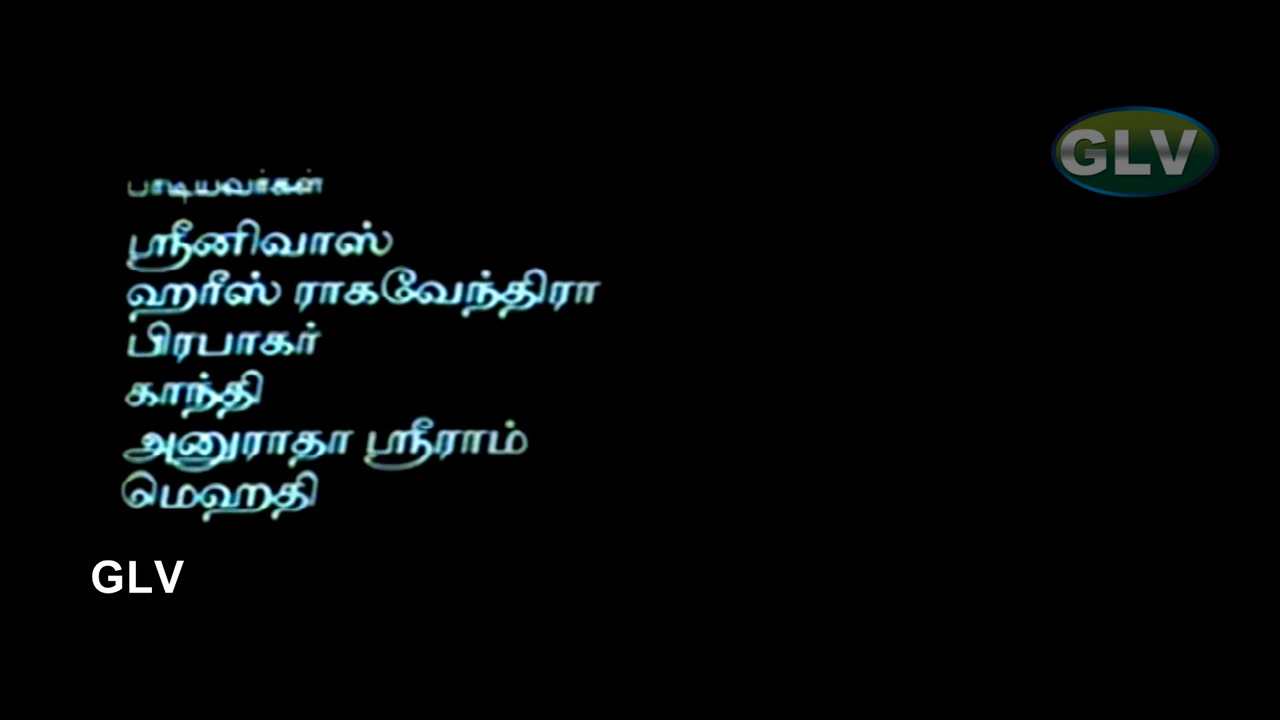 GLV
பாடியவர்கள்
ஸ்ரீனிவாஸ்
ஹரீஸ் ராகவேந்திரா
பிரபாகர்
காந்தி
அனுராதா ஸ்ரீராம்
மெஹதி
GLV